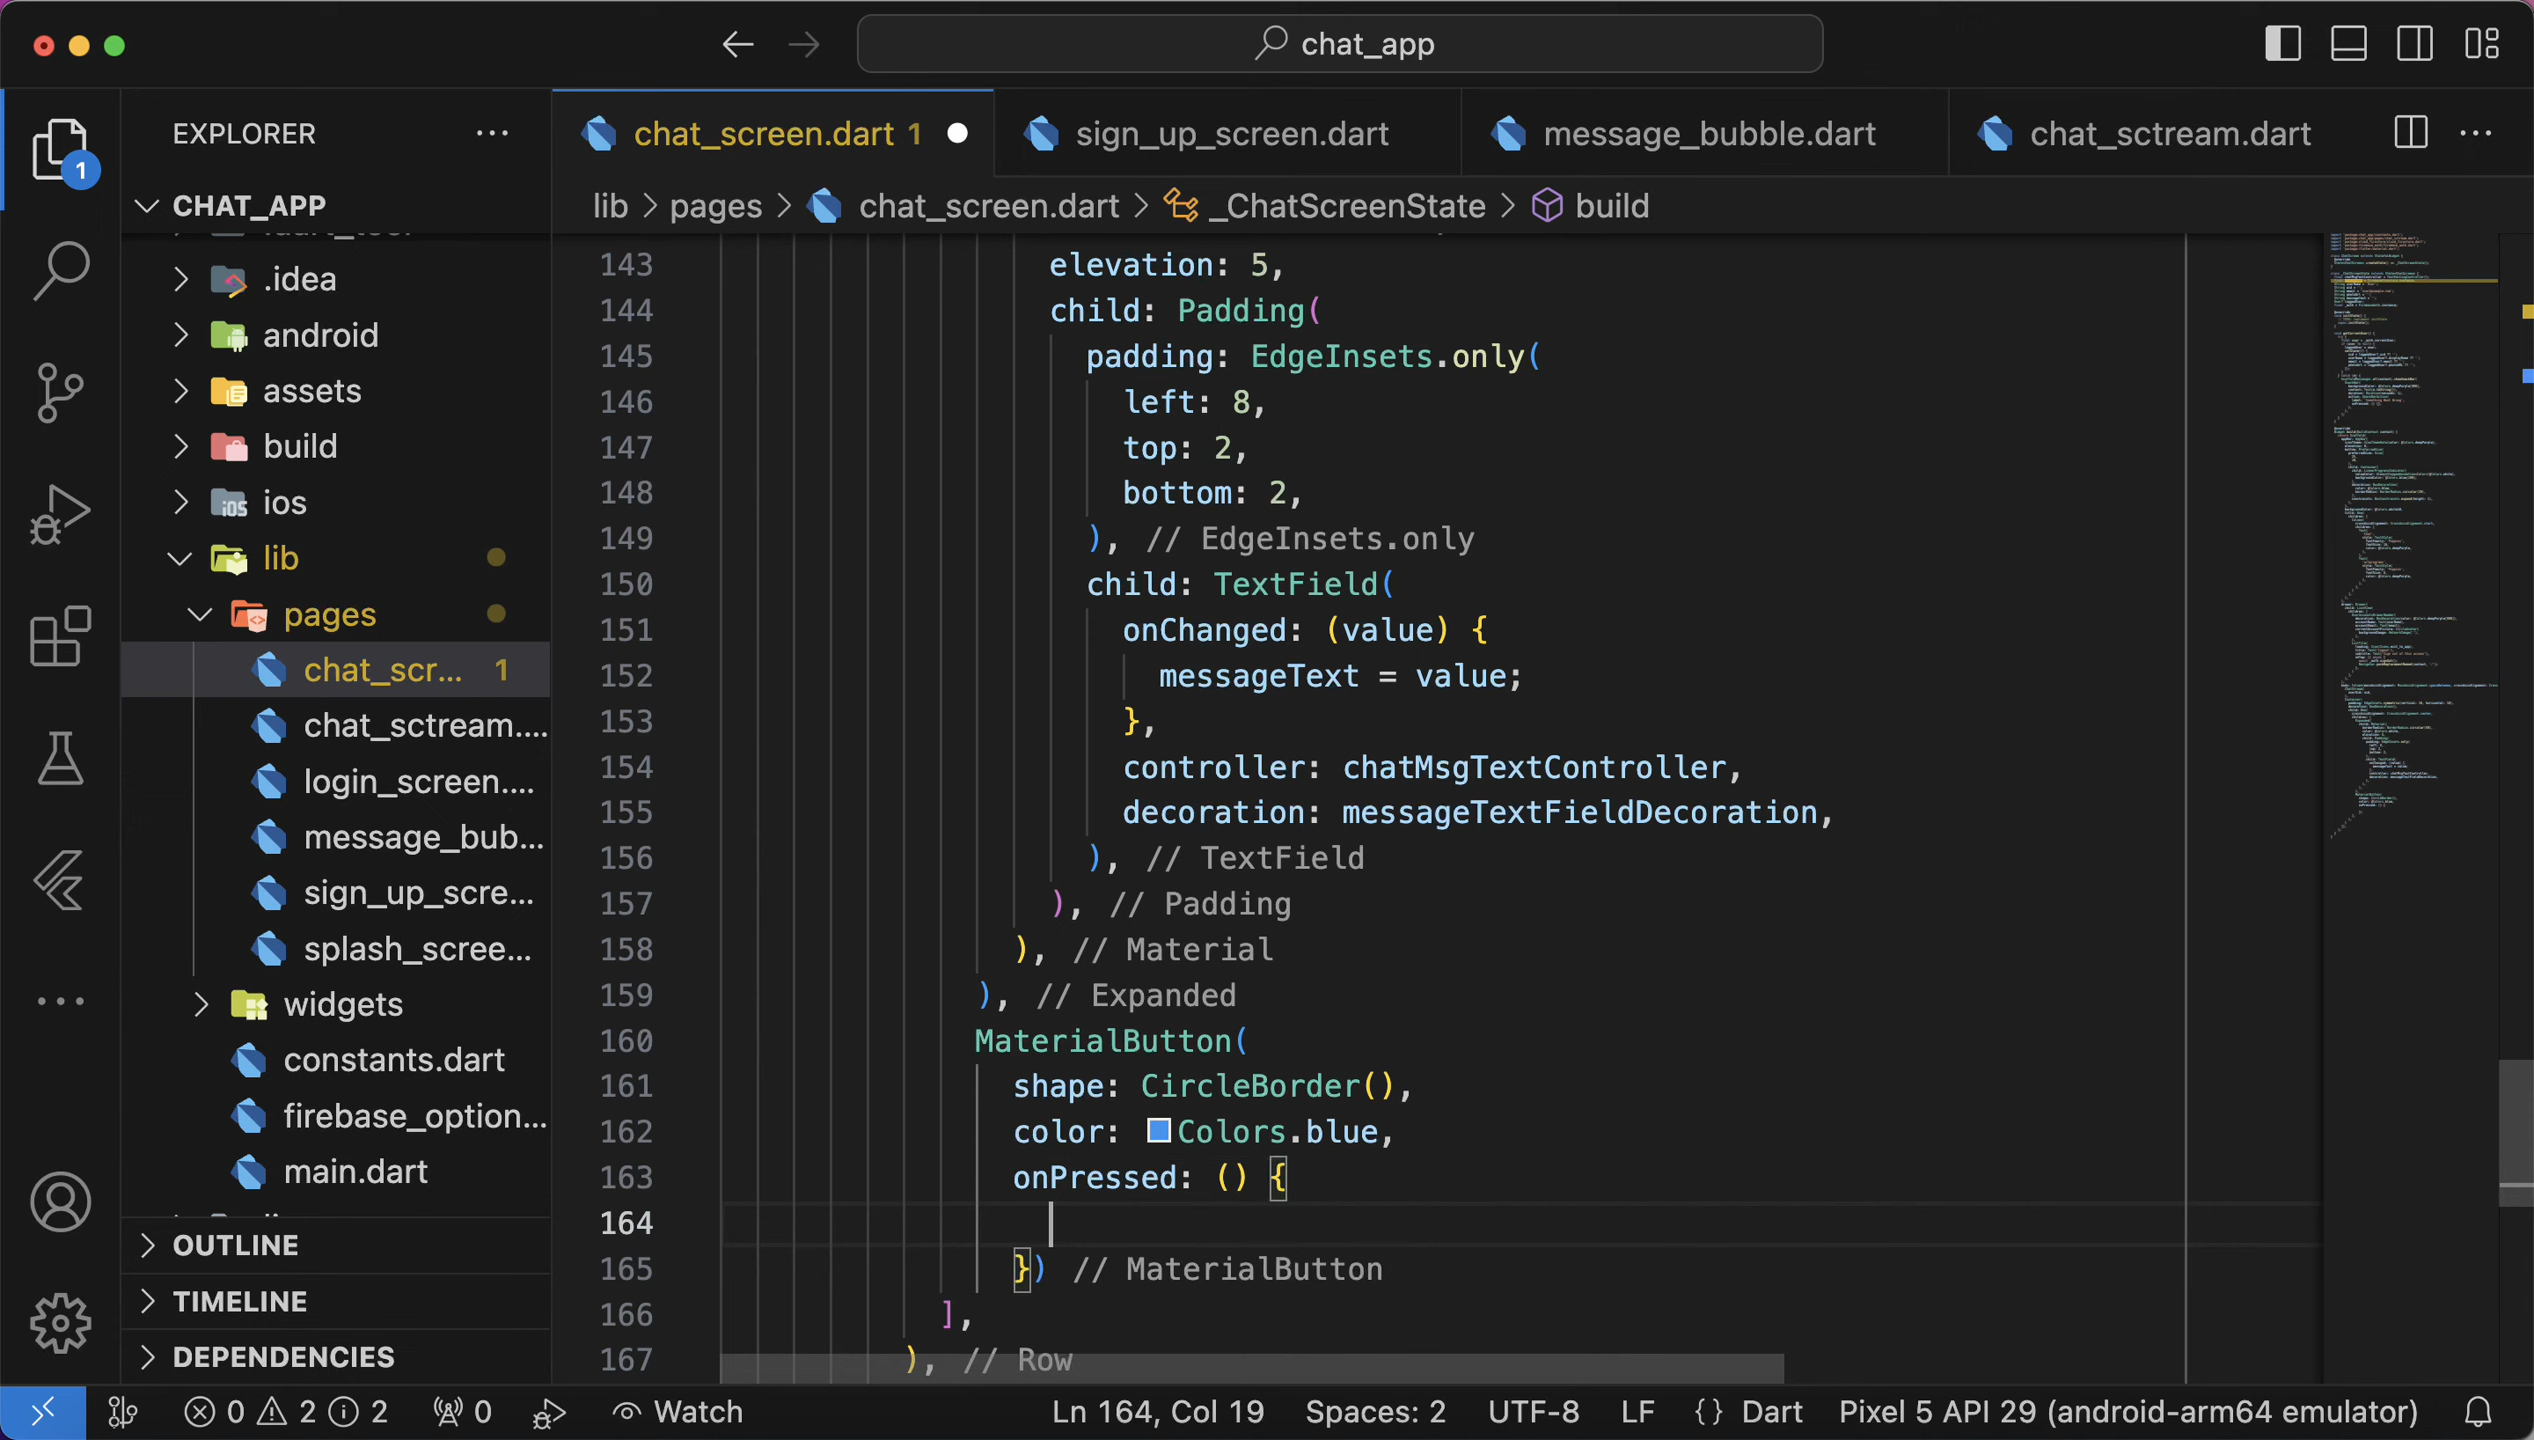 chat_app
EXPLORER
CHAT_APP
.idea
android
assets
build
ios
lib
pages
chat_scr... 1
chat_sctream....
login_screen....
message_bub...
sign_up_scre...
splash_scree...
widgets
constants.dart
firebase_option...
main.dart
OUTLINE
TIMELINE
DEPENDENCIES
1
chat_screen.dart 1
sign_up_screen.dart
message_bubble.dart
chat_sctream.dart
lib > pages > chat_screen.dart > _ChatScreenState > build
143 elevation: 5,
144 child: Padding(
145 padding: EdgeInsets.only(
146 left: 8,
147 top: 2,
148 bottom: 2,
149 ), // EdgeInsets.only
150 child: TextField(
151 onChanged: (value) {
152 messageText = value;
153 },
154 controller: chatMsgTextController,
155 decoration: messageTextFieldDecoration,
156 ), // TextField
157 ), // Padding
158 ), // Material
159 ), // Expanded
160 MaterialButton(
161 shape: CircleBorder(),
162 color: Colors.blue,
163 onPressed: () {
164
165 }) // MaterialButton
166 ],
167 ), // Row
0 2 2 0 Watch Ln 164, Col 19 Spaces: 2 UTF-8 LF {} Dart Pixel 5 API 29 (android-arm64 emulator)